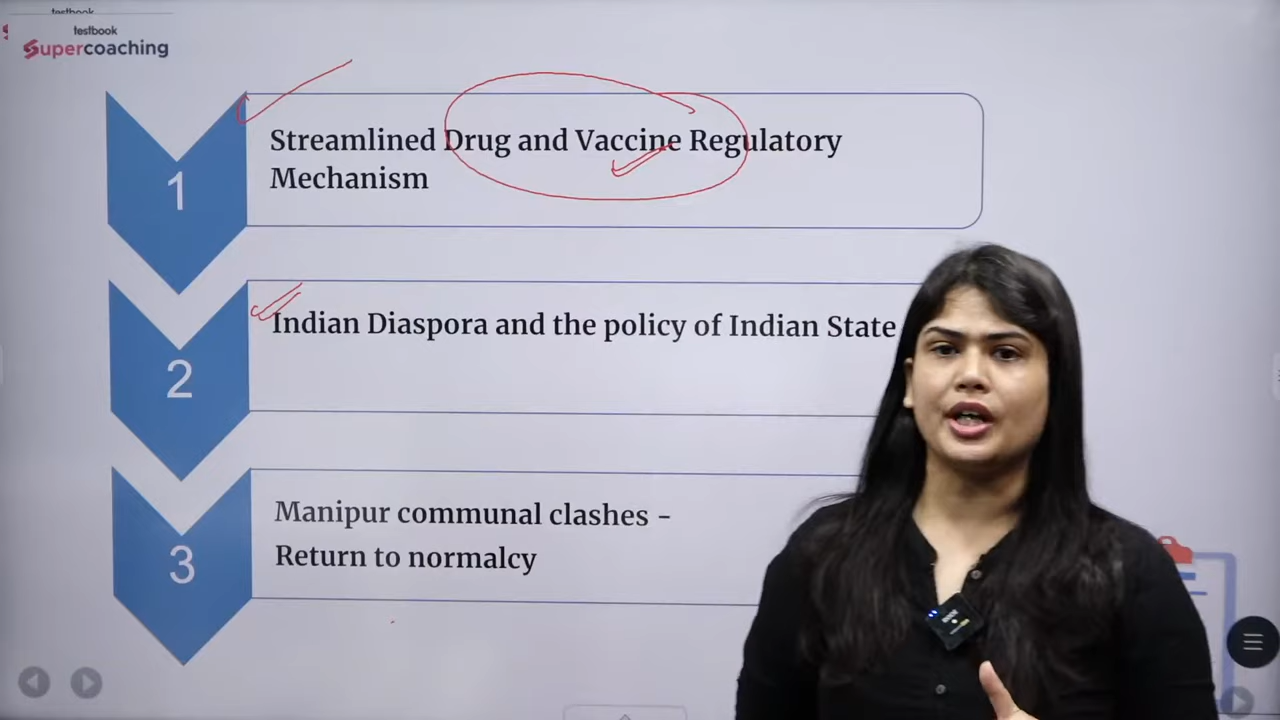 testbook
testbook
Supercoaching
1
Streamlined Drug and Vaccine Regulatory
Mechanism
2
Indian Diaspora and the policy of Indian State
3
Manipur communal clashes -
Return to normalcy